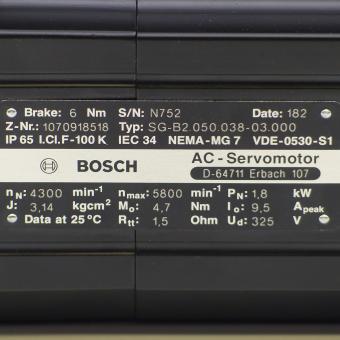 Brake: 6 Nm S/N: N752 Date: 182
Z-Nr.: 1070918518 Typ: SG-B2.050.038-03.000
IP 65 I.Cl.F-100 K IEC 34 NEMA-MG 7 VDE-0530-S1
BOSCH AC-Servomotor
D-64711 Erbach 107
nN: 4300 min⁻¹ nmax: 5800 min⁻¹ PN: 1,8 kW
J: 3,14 kgcm² Mo: 4,7 Nm Io: 9,5 Apeak
Data at 25°C Rtt: 1,5 Ohm Ud: 325 V